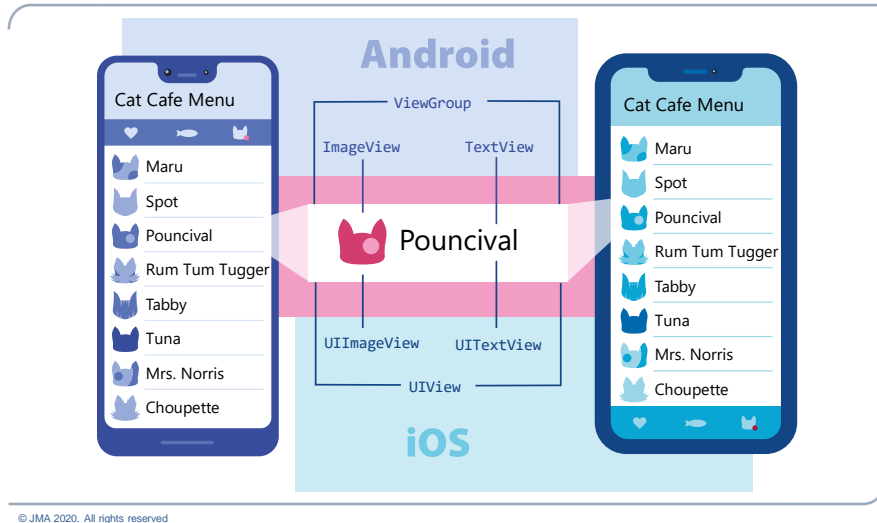 Android
Cat Cafe Menu
Maru
Spot
Pouncival
Rum Tum Tugger
Tabby
Tuna
Mrs. Norris
Choupette
ViewGroup
ImageView
TextView
Pouncival
UIImageView
UITextView
UIView
iOS
Cat Cafe Menu
Maru
Spot
Pouncival
Rum Tum Tugger
Tabby
Tuna
Mrs. Norris
Choupette
© JMA 2020. All rights reserved